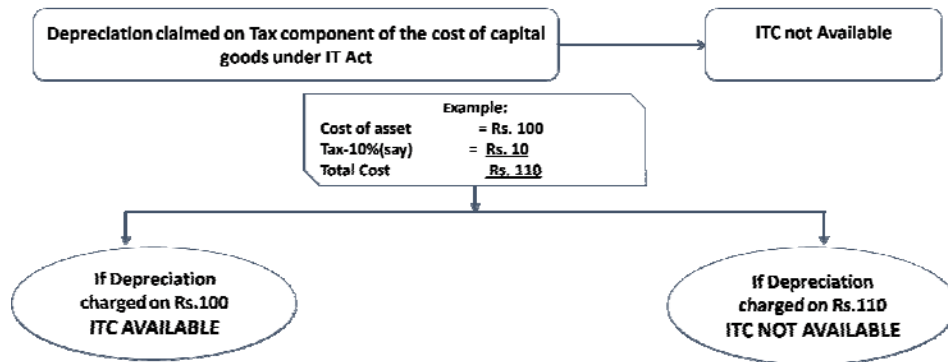 Depreciation claimed on Tax component of the cost of capital
goods under IT Act
ITC not Available
Example:
Cost of asset = Rs. 100
Tax-10%(say) = Rs. 10
Total Cost Rs. 110
If Depreciation
charged on Rs.100
ITC AVAILABLE
If Depreciation
charged on Rs.110
ITC NOT AVAILABLE